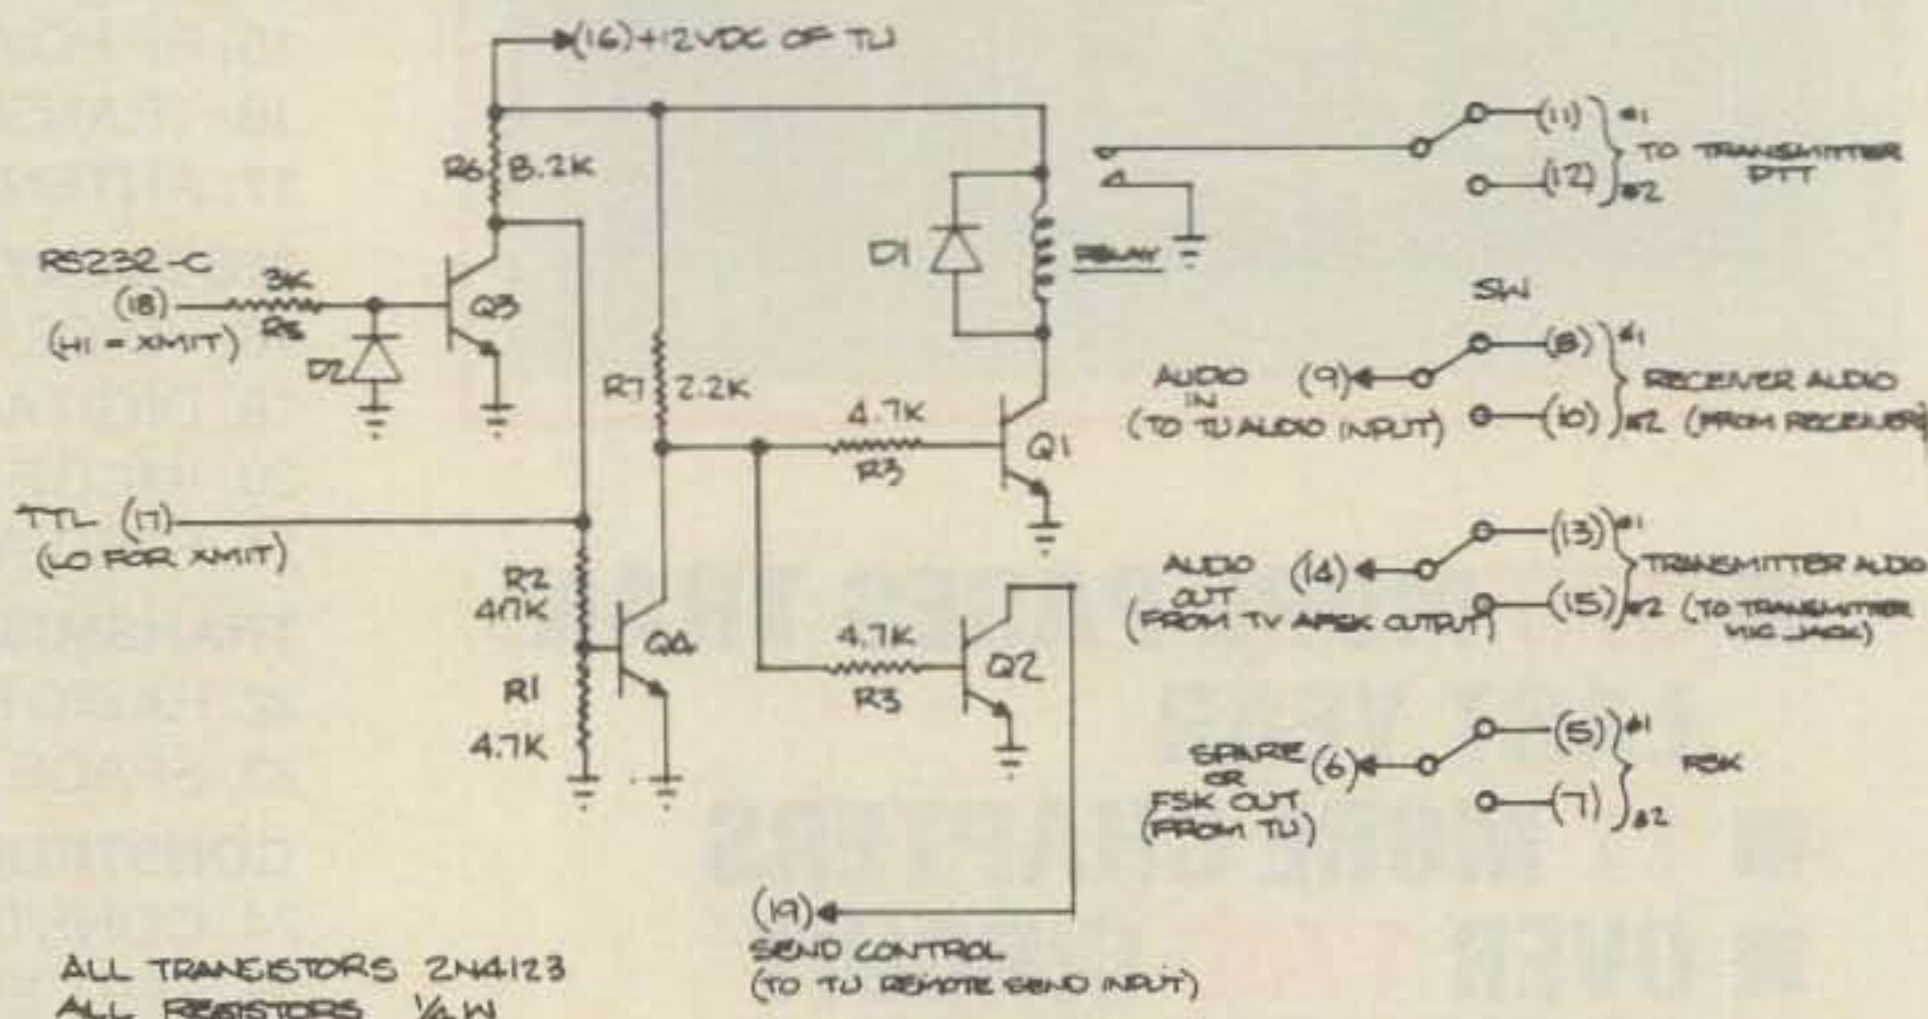 (16)+12VDC OF TU
R6 8.2K
RS232-C
(18)
(HI = XMIT)
3K
R5
D2
Q3
R7 2.2K
D1
RELAY
4.7K
R3
Q1
TTL (17)
(LO FOR XMIT)
R2
47K
R1
4.7K
Q4
4.7K
R3
Q2
(19)
SEND CONTROL
(TO TU REMOTE SEND INPUT)
(11) #1
(12) #2
TO TRANSMITTER
PTT
SW
AUDIO
IN
(9)
(TO TU AUDIO INPUT)
(8) #1
(10) #2
RECEIVER AUDIO
(FROM RECEIVER)
AUDIO
OUT
(14)
(FROM TV AFSK OUTPUT)
(13) #1
(15) #2
TRANSMITTER AUDIO
(TO TRANSMITTER
MIC JACK)
SPARE
OR
FSK OUT
(FROM TU)
(6)
(5) #1
(7) #2
FSK
ALL TRANSISTORS 2N4123
ALL RESISTORS ¼W